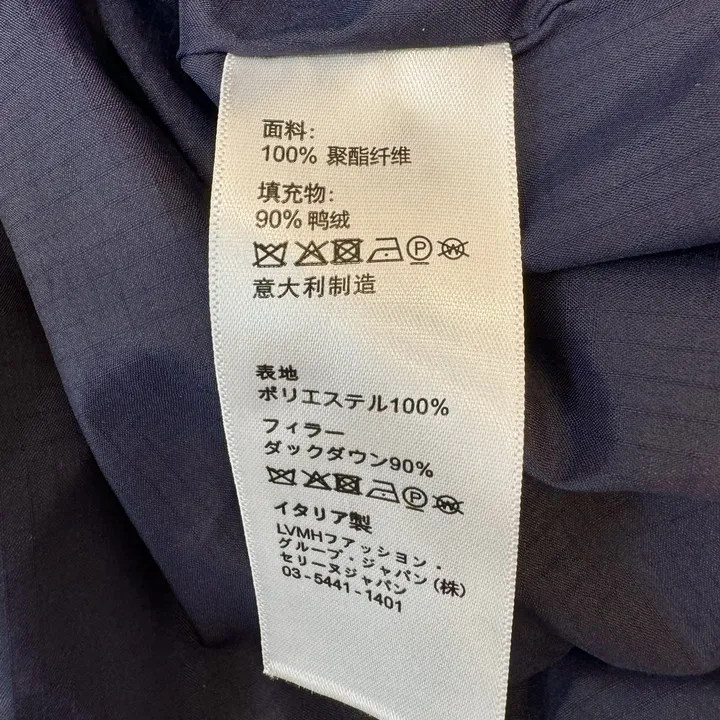 面料:
100% 聚酯纤维
填充物:
90% 鸭绒
P W
意大利制造
表地
ポリエステル100%
フィラー
ダックダウン90%
P W
イタリア製
LVMHファッション・
グループ・ジャパン(株)
セリーヌジャパン
03-5441-1401